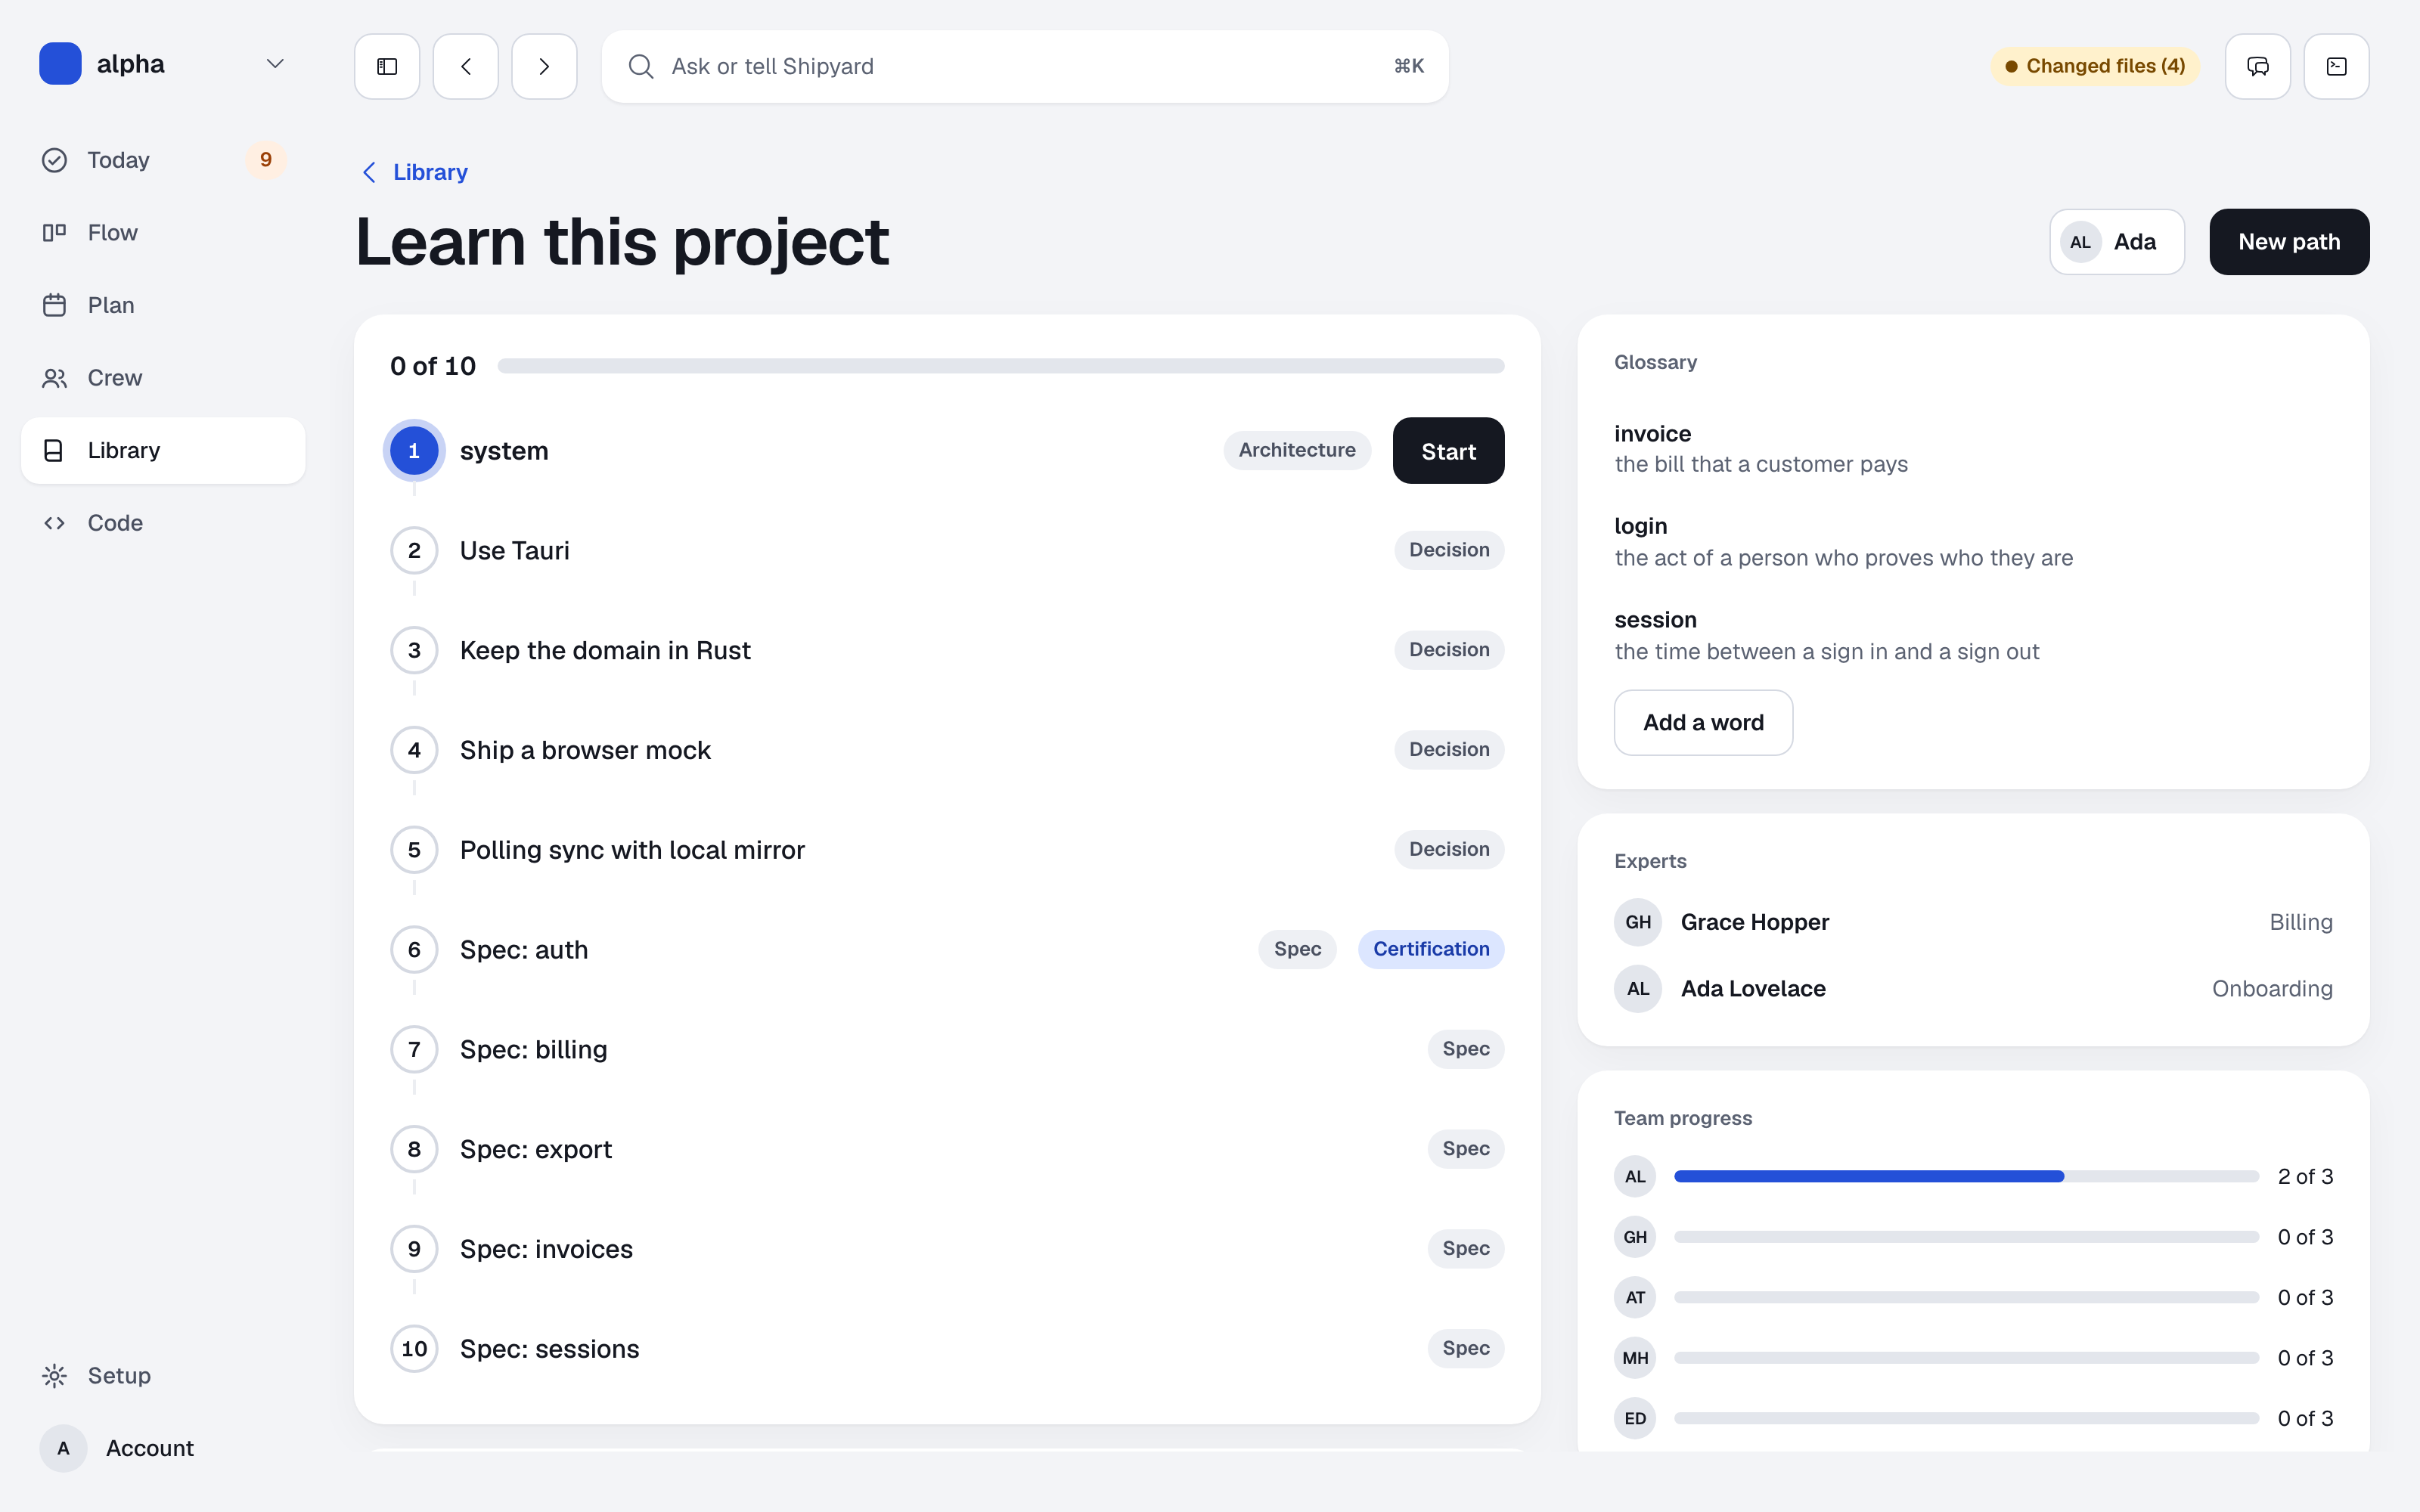 alpha
Today
9
Flow
Plan
Crew
Library
Code
Setup
A
Account
Ask or tell Shipyard
⌘K
Changed files (4)
Library
Learn this project
AL
Ada
New path
0 of 10
1
system
Architecture
Start
2
Use Tauri
Decision
3
Keep the domain in Rust
Decision
4
Ship a browser mock
Decision
5
Polling sync with local mirror
Decision
6
Spec: auth
Spec
Certification
7
Spec: billing
Spec
8
Spec: export
Spec
9
Spec: invoices
Spec
10
Spec: sessions
Spec
Glossary
invoice
the bill that a customer pays
login
the act of a person who proves who they are
session
the time between a sign in and a sign out
Add a word
Experts
GH
Grace Hopper
Billing
AL
Ada Lovelace
Onboarding
Team progress
AL
2 of 3
GH
0 of 3
AT
0 of 3
MH
0 of 3
ED
0 of 3